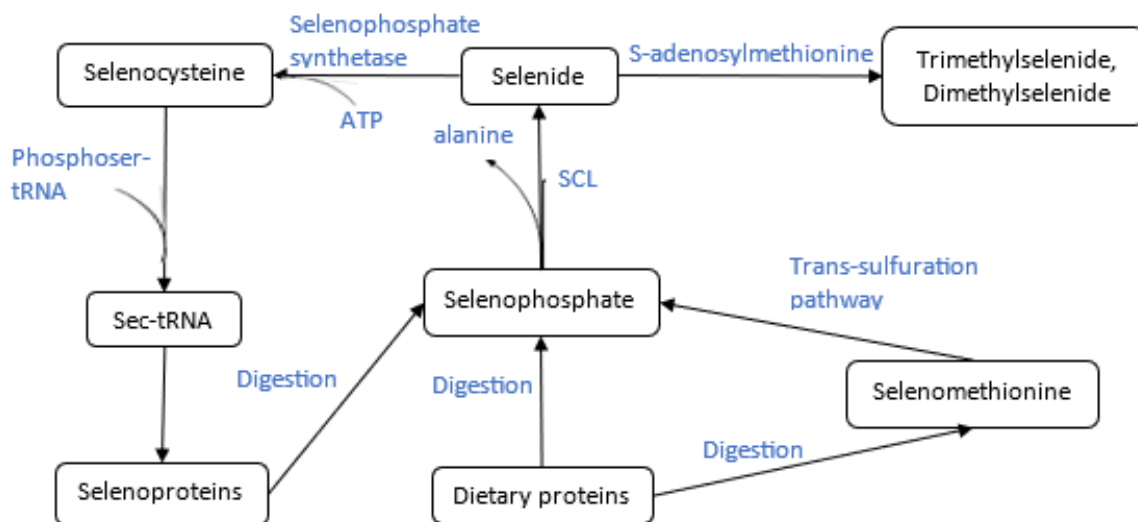 Selenophosphate
synthetase
Selenocysteine
ATP
Selenide
S-adenosylmethionine
Trimethylselenide,
Dimethylselenide
alanine
SCL
Phosphoser-
tRNA
Sec-tRNA
Selenophosphate
Trans-sulfuration
pathway
Digestion
Digestion
Selenomethionine
Digestion
Selenoproteins
Dietary proteins